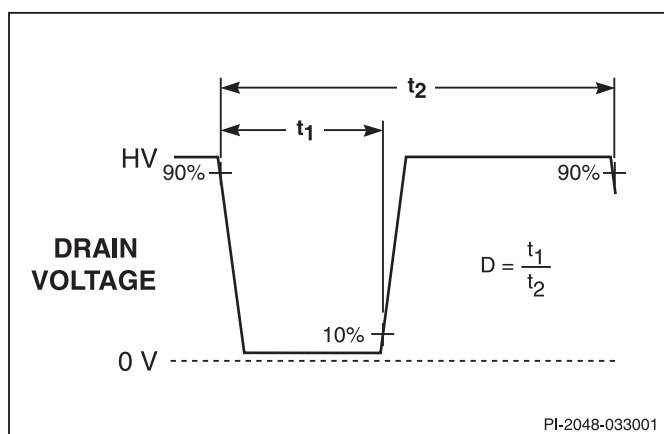 t2
t1
HV
90%
90%
DRAIN
VOLTAGE
D = t1
t2
10%
0 V
PI-2048-033001